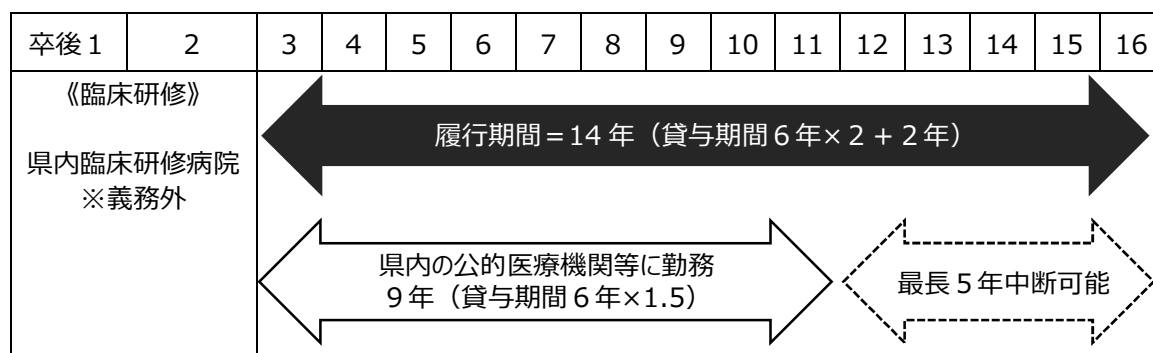 卒後１ 2 3 4 5 6 7 8 9 10 11 12 13 14 15 16
《臨床研修》
県内臨床研修病院
※義務外
履行期間＝14 年（貸与期間６年×２＋２年）
県内の公的医療機関等に勤務
９年（貸与期間６年×1.5）
最長５年中断可能